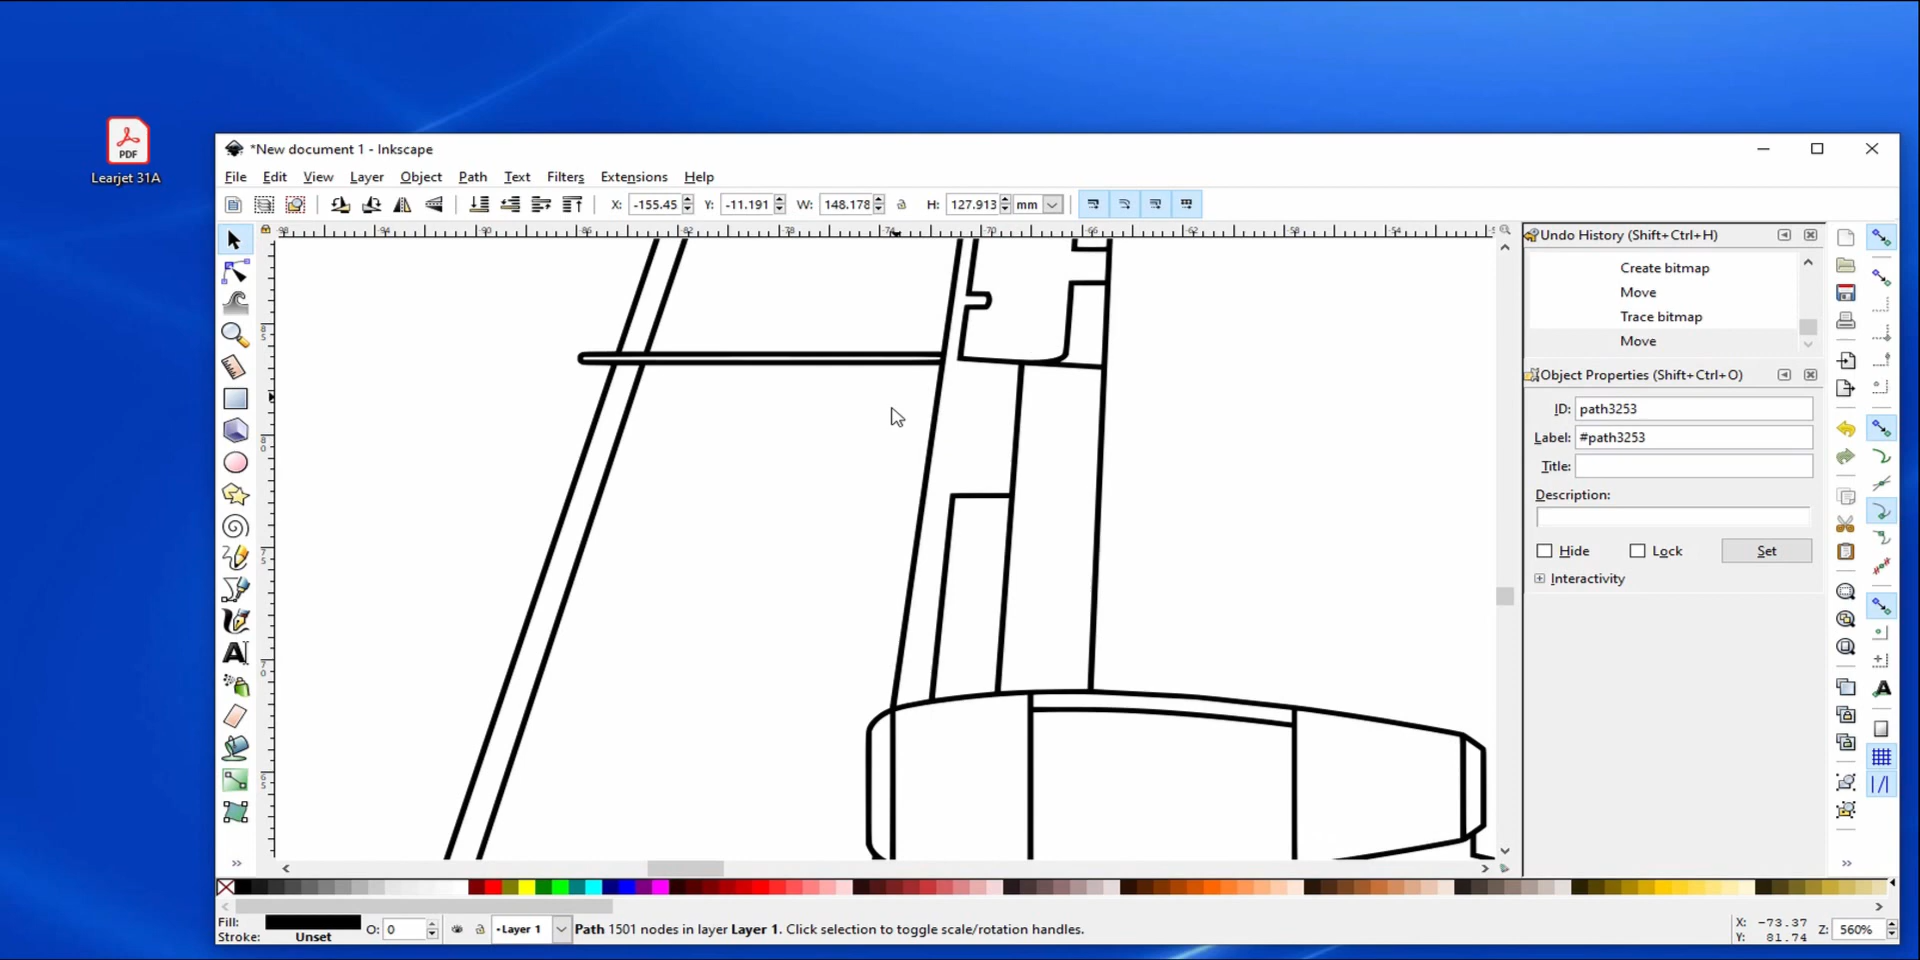 PDF
Learjet 31A
*New document 1 - Inkscape
File Edit View Layer Object Path Text Filters Extensions Help
X: -155.45 Y: -11.191 W: 148.178 H: 127.913 mm
Undo History (Shift+Ctrl+H)
Create bitmap
Move
Trace bitmap
Move
Object Properties (Shift+Ctrl+O)
ID: path3253
Label: #path3253
Title:
Description:
Hide Lock Set
Interactivity
Fill:
Stroke: Unset
O: 0
•Layer 1
Path 1501 nodes in layer Layer 1. Click selection to toggle scale/rotation handles.
X: -73.37
Y: 81.74
Z: 560%